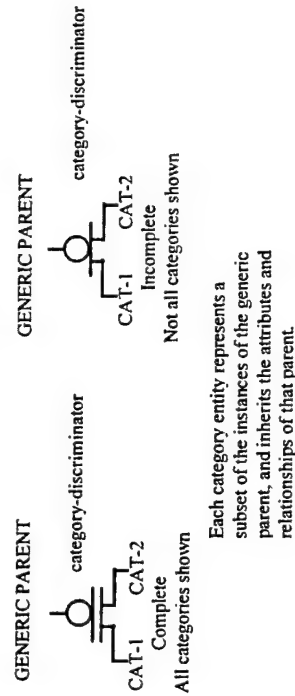 GENERIC PARENT
category-discriminator
CAT-1 CAT-2
Complete
All categories shown
GENERIC PARENT
category-discriminator
CAT-1 CAT-2
Incomplete
Not all categories shown
Each category entity represents a
subset of the instances of the generic
parent, and inherits the attributes and
relationships of that parent.